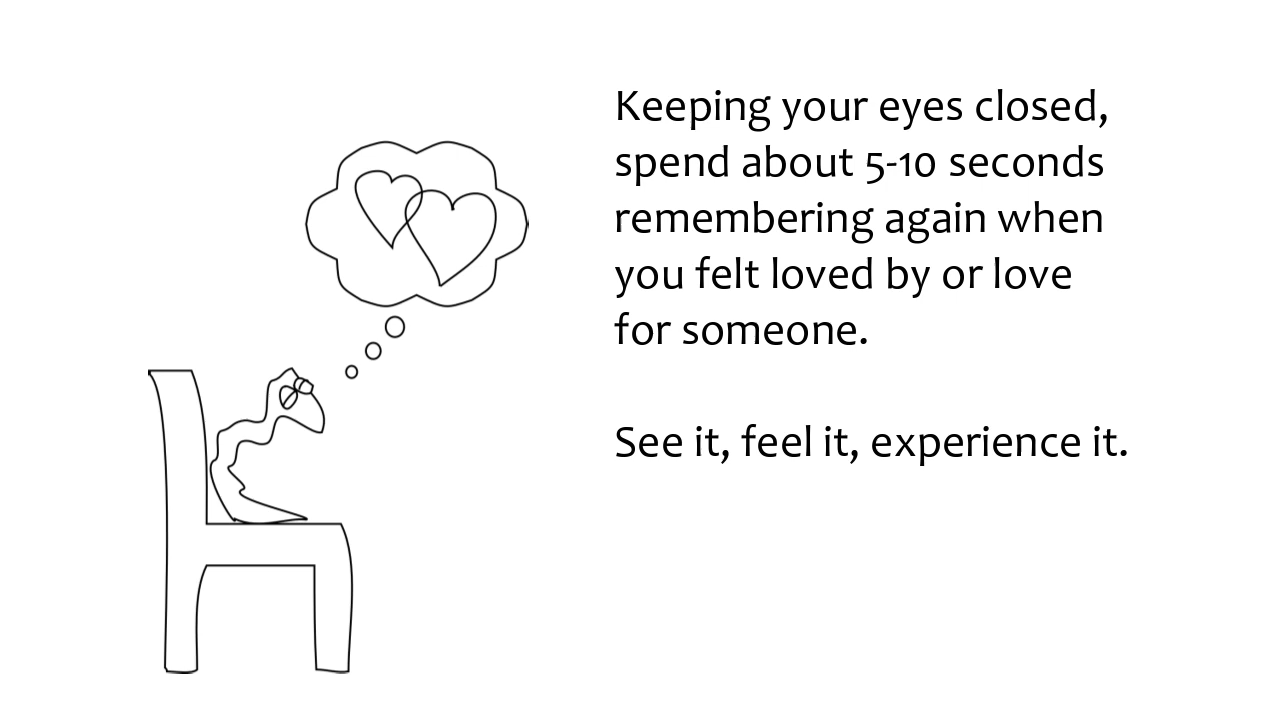 Keeping your eyes closed,
spend about 5-10 seconds
remembering again when
you felt loved by or love
for someone.
See it, feel it, experience it.